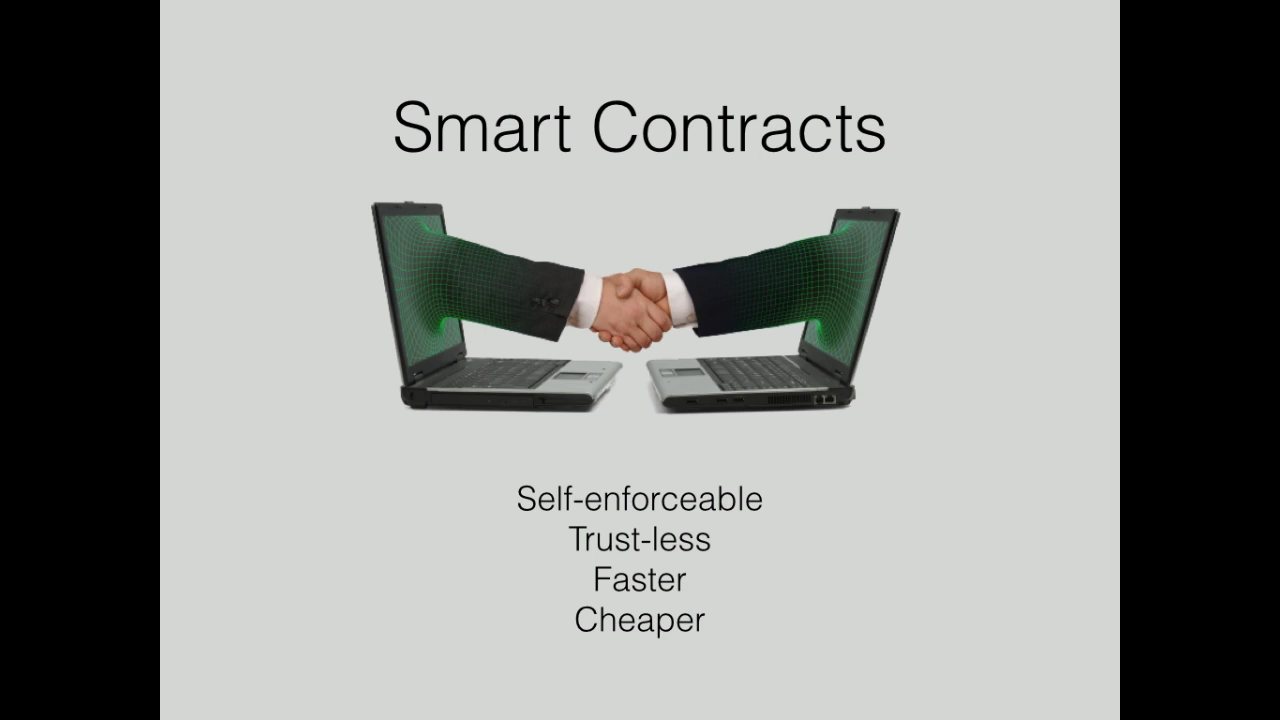 Smart Contracts
Self-enforceable
Trust-less
Faster
Cheaper